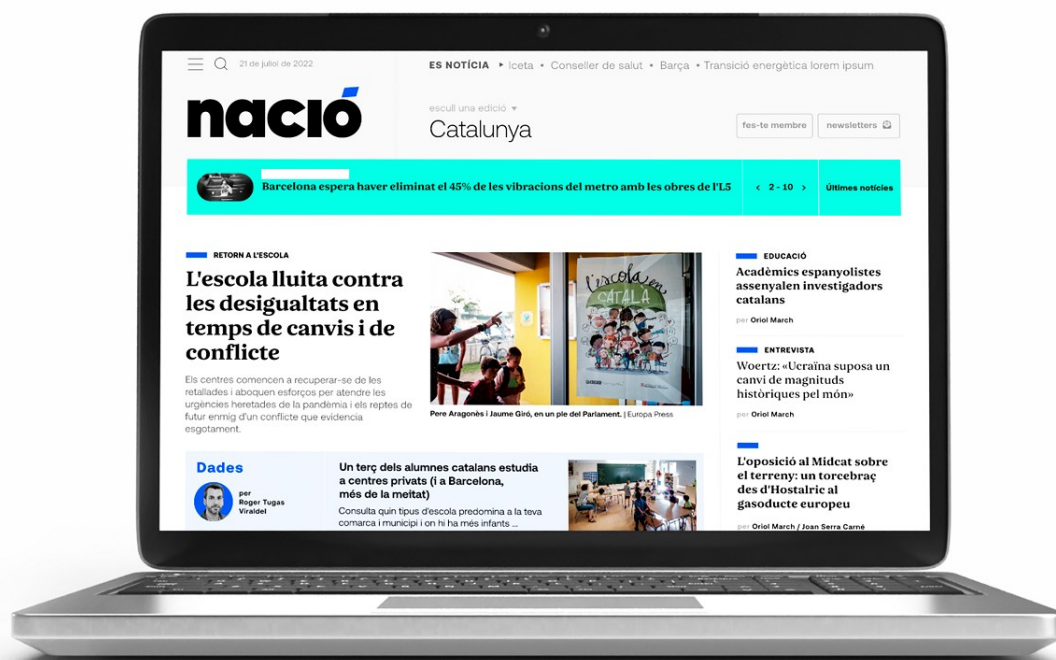 21 de juliol de 2022
ES NOTÍCIA ‣ Iceta • Conseller de salut • Barça • Transició energètica lorem ipsum
nació
escull una edició ▾
Catalunya
fes-te membre
newsletters
Barcelona espera haver eliminat el 45% de les vibracions del metro amb les obres de l'L5
‹ 2 - 10 ›
Últimes notícies
RETORN A L'ESCOLA
L'escola lluita contra
les desigualtats en
temps de canvis i de
conflicte
Els centres comencen a recuperar-se de les
retallades i aboquen esforços per atendre les
urgències heretades de la pandèmia i els reptes de
futur enmig d'un conflicte que evidencia
esgotament.
l'escola en
CATALÀ
Pere Aragonès i Jaume Giró, en un ple del Parlament. | Europa Press
Dades
per
Roger Tugas
Viraldel
Un terç dels alumnes catalans estudia
a centres privats (i a Barcelona,
més de la meitat)
Consulta quin tipus d'escola predomina a la teva
comarca i municipi i on hi ha més infants ...
EDUCACIÓ
Acadèmics espanyolistes
assenyalen investigadors
catalans
per Oriol March
ENTREVISTA
Woertz: «Ucraïna suposa un
canvi de magnituds
històriques pel món»
per Oriol March
L'oposició al Midcat sobre
el terreny: un torcebraç
des d'Hostalric al
gasoducte europeu
per Oriol March / Joan Serra Carné